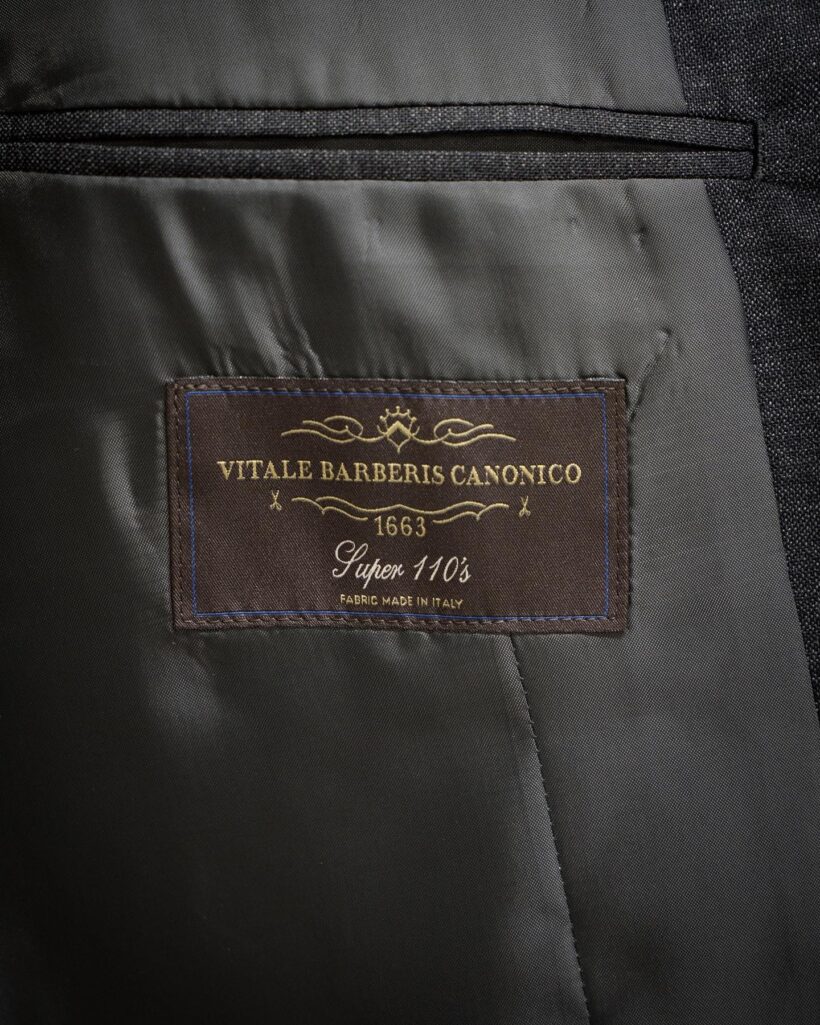 VITALE BARBERIS CANONICO
1663
Super 110's
FABRIC MADE IN ITALY